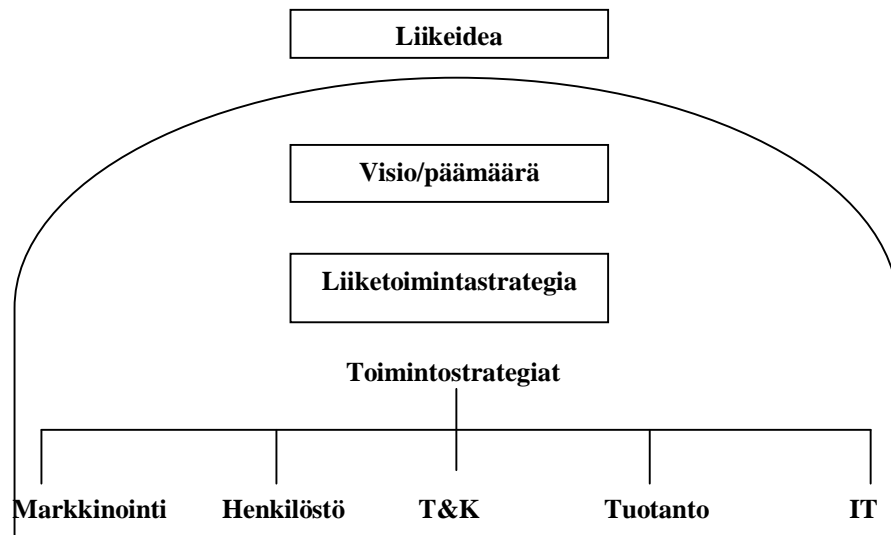 Liikeidea
Visio/päämäärä
Liiketoimintastrategia
Toimintostrategiat
Markkinointi Henkilöstö T&K Tuotanto IT